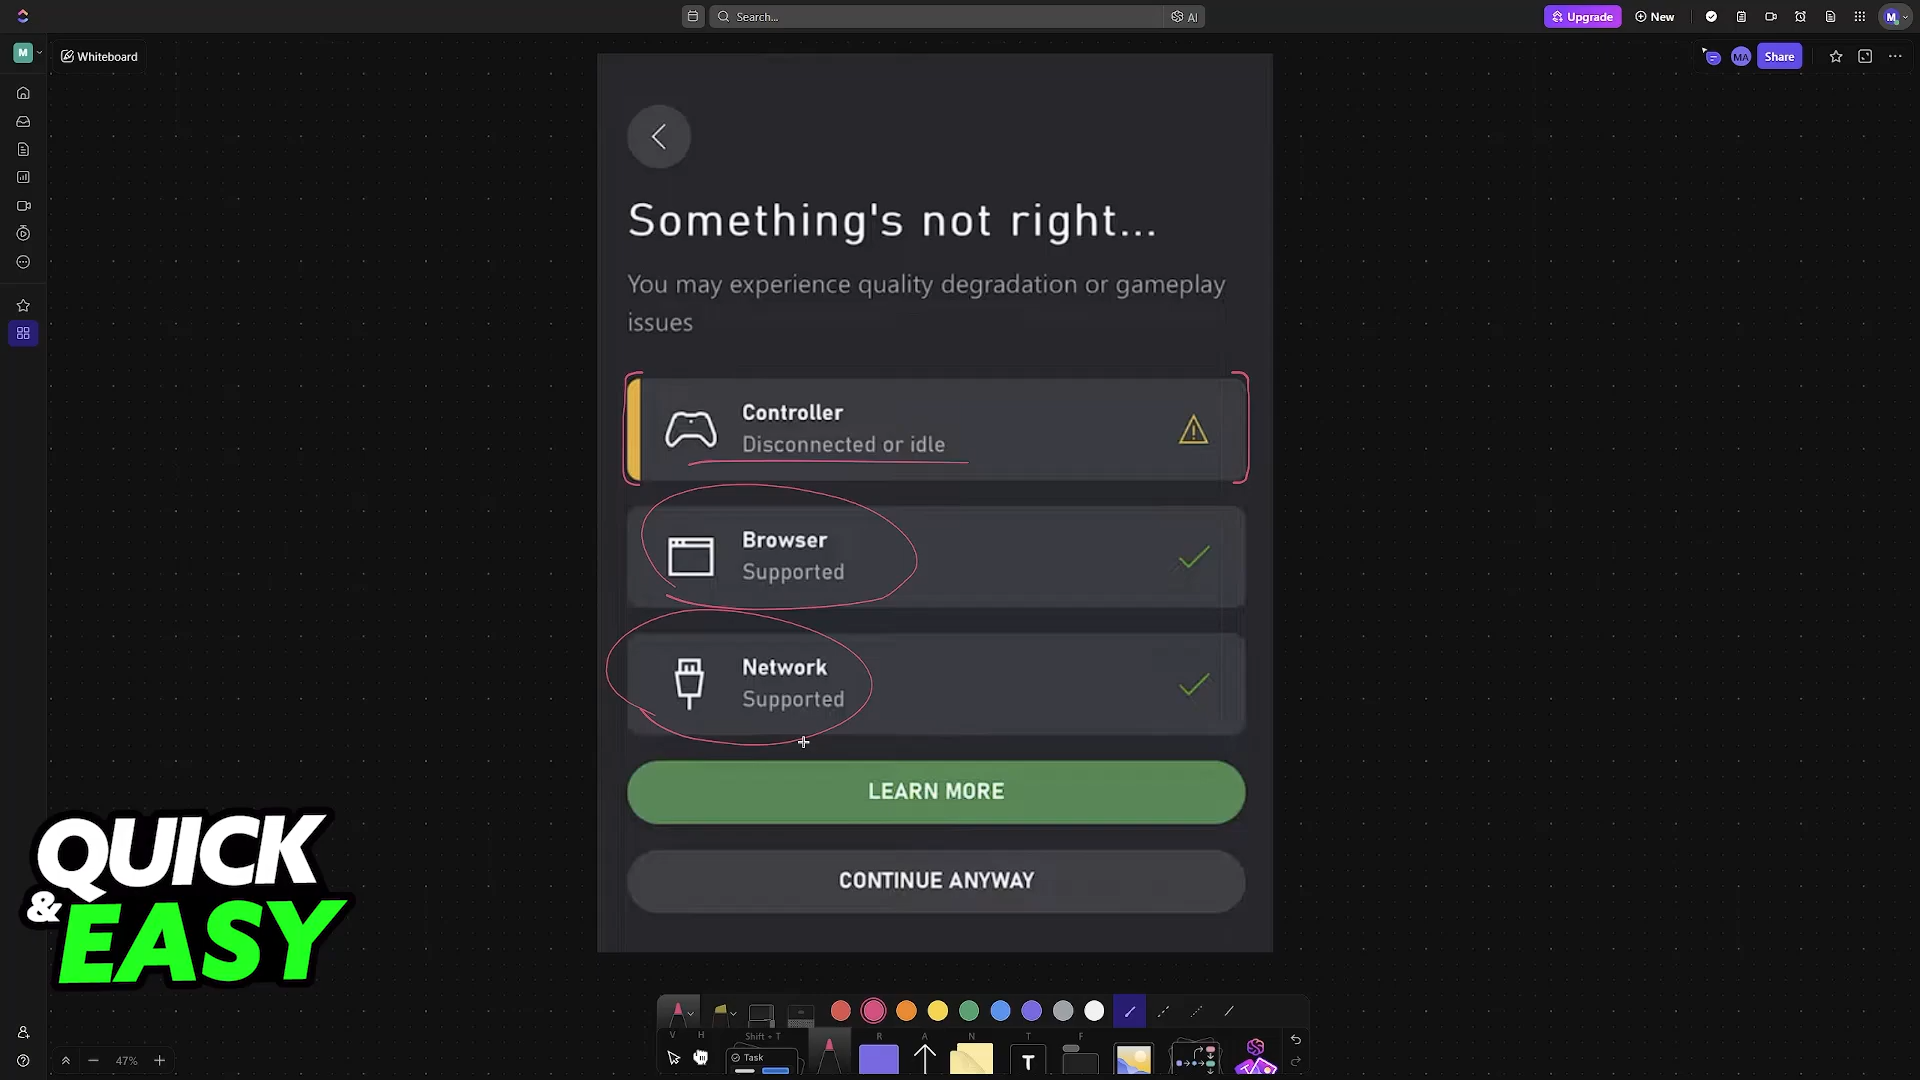 Search...
AI
Upgrade
New
M
M
Whiteboard
MA
Share
Something's not right...
You may experience quality degradation or gameplay
issues
Controller
Disconnected or idle
Browser
Supported
Network
Supported
LEARN MORE
CONTINUE ANYWAY
QUICK
& EASY
V
H
Shift + T
R
A
N
T
F
Task
T
47%